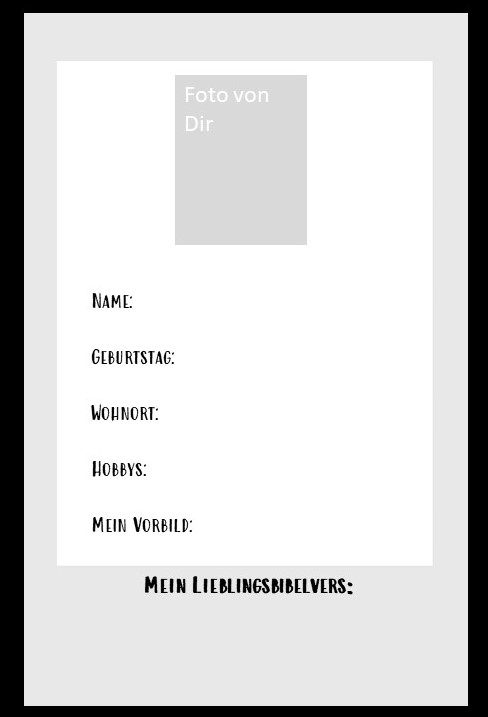 Foto von
Dir
Name:
Geburtstag:
Wohnort:
Hobbys:
Mein Vorbild:
Mein Lieblingsbibelvers: